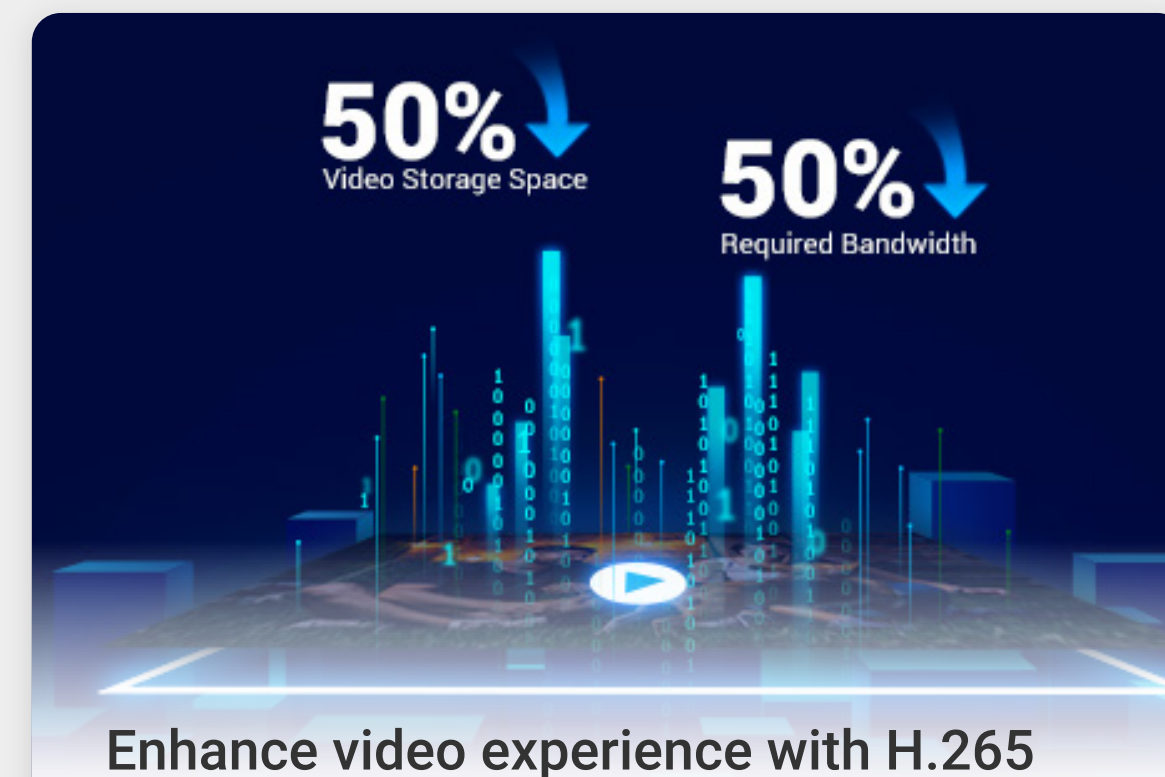 50%
Video Storage Space
50%
Required Bandwidth
Enhance video experience with H.265